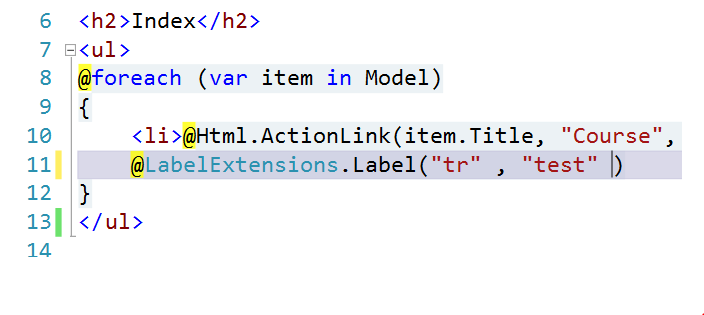 6 <h2>Index</h2>
7 <ul>
8 @foreach (var item in Model)
9 {
10 <li>@Html.ActionLink(item.Title, "Course",
11 @LabelExtensions.Label("tr" , "test" )
12 }
13 </ul>
14